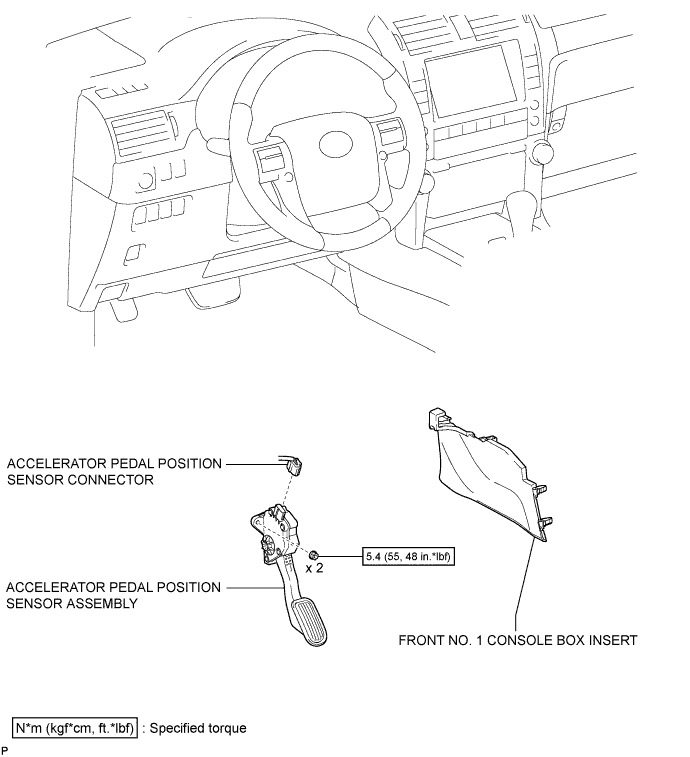 ACCELERATOR PEDAL POSITION
SENSOR CONNECTOR
x 2
5.4 (55, 48 in.*lbf)
ACCELERATOR PEDAL POSITION
SENSOR ASSEMBLY
FRONT NO. 1 CONSOLE BOX INSERT
N*m (kgf*cm, ft.*lbf) : Specified torque
P